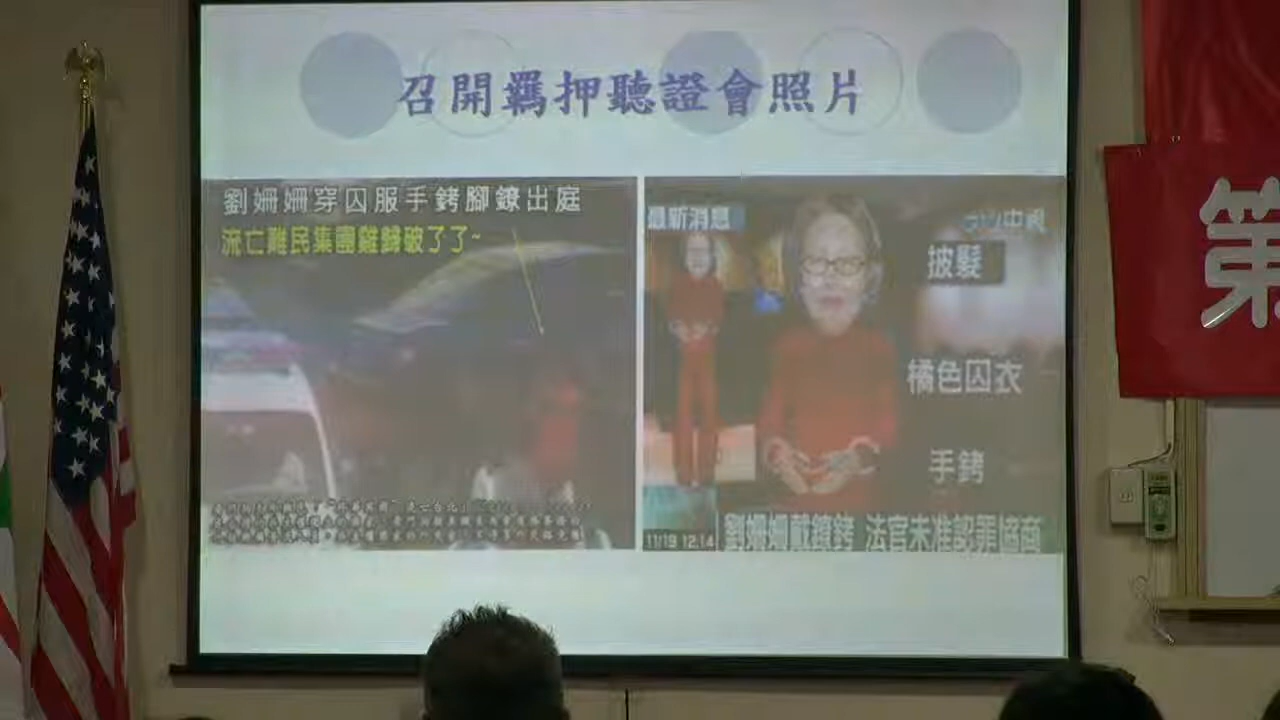 召開羈押聽證會照片
劉姍姍穿囚服手銬腳鐐出庭
流亡難民集團雞歸破了了~
最新消息
中視
披髮
橘色囚衣
手銬
11/19 12:14
劉姍姍戴鐐銬 法官未准認罪協商
第